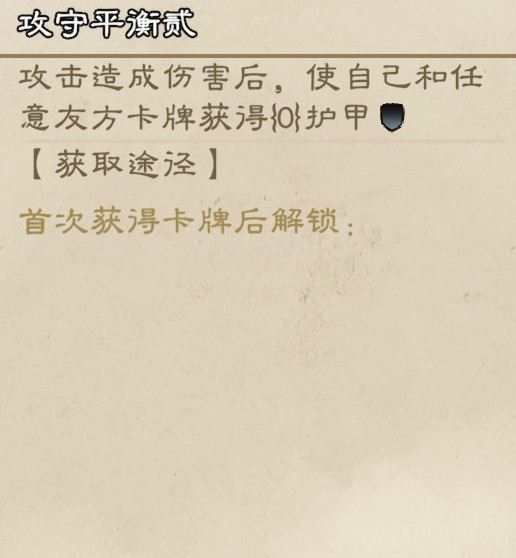 攻守平衡贰
攻击造成伤害后，使自己和任
意友方卡牌获得{0}护甲
【获取途径】
首次获得卡牌后解锁：